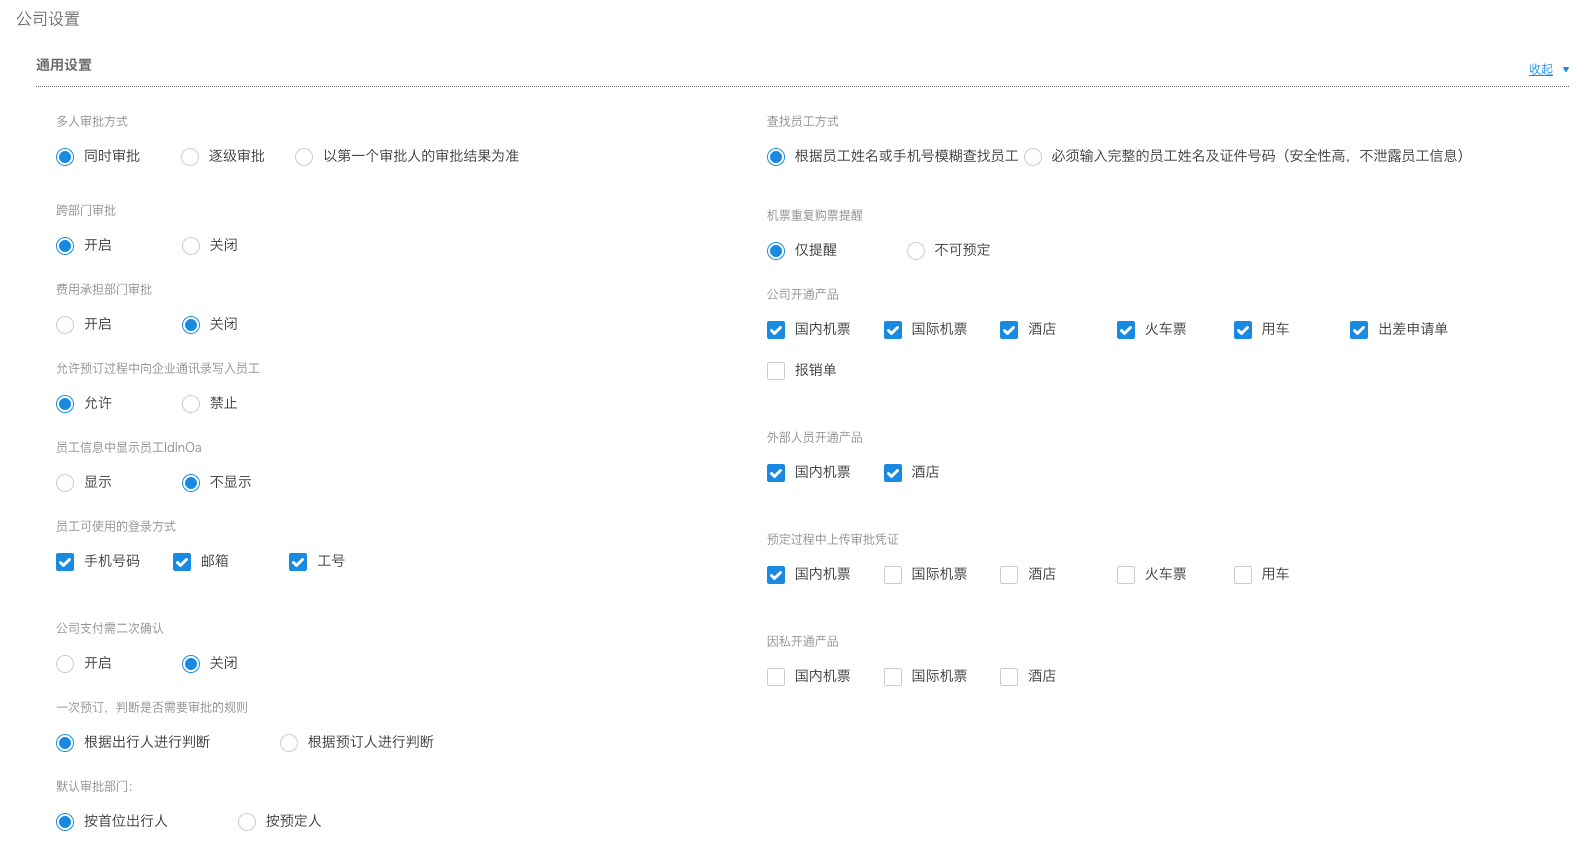 公司设置
通用设置
收起
多人审批方式
同时审批 逐级审批 以第一个审批人的审批结果为准
跨部门审批
开启 关闭
费用承担部门审批
开启 关闭
允许预订过程中向企业通讯录写入员工
允许 禁止
员工信息中显示员工IdInOa
显示 不显示
员工可使用的登录方式
手机号码 邮箱 工号
公司支付需二次确认
开启 关闭
一次预订，判断是否需要审批的规则
根据出行人进行判断 根据预订人进行判断
默认审批部门：
按首位出行人 按预定人
查找员工方式
根据员工姓名或手机号模糊查找员工 必须输入完整的员工姓名及证件号码（安全性高，不泄露员工信息）
机票重复购票提醒
仅提醒 不可预定
公司开通产品
国内机票 国际机票 酒店 火车票 用车 出差申请单
报销单
外部人员开通产品
国内机票 酒店
预定过程中上传审批凭证
国内机票 国际机票 酒店 火车票 用车
因私开通产品
国内机票 国际机票 酒店